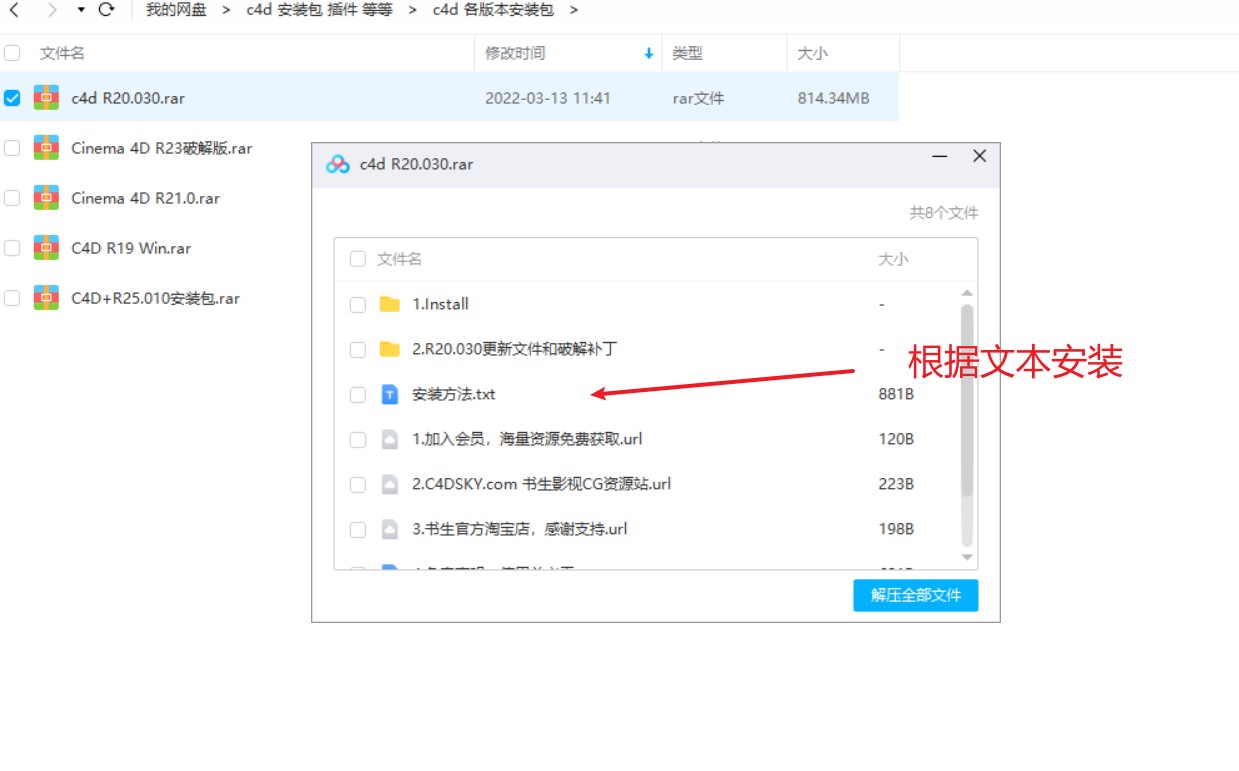 我的网盘 > c4d 安装包 插件 等等 > c4d 各版本安装包 >
文件名 修改时间 类型 大小
c4d R20.030.rar 2022-03-13 11:41 rar文件 814.34MB
Cinema 4D R23破解版.rar
Cinema 4D R21.0.rar
C4D R19 Win.rar
C4D+R25.010安装包.rar
c4d R20.030.rar
共8个文件
文件名 大小
1.Install -
2.R20.030更新文件和破解补丁 -
根据文本安装
安装方法.txt 881B
1.加入会员，海量资源免费获取.url 120B
2.C4DSKY.com 书生影视CG资源站.url 223B
3.书生官方淘宝店，感谢支持.url 198B
解压全部文件